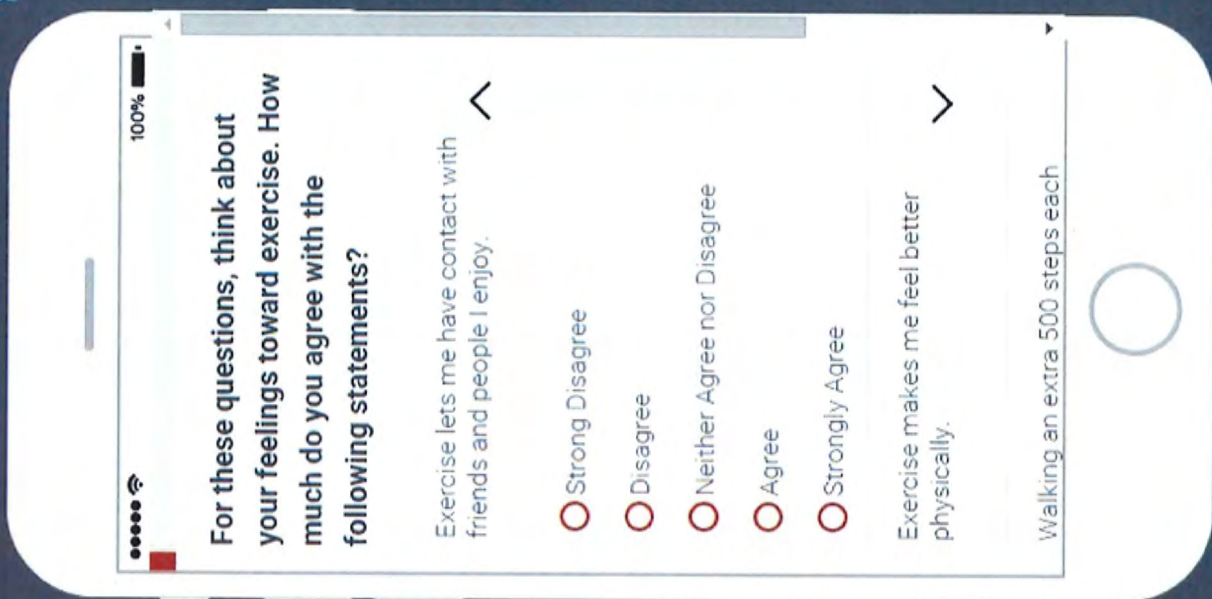 100%
For these questions, think about
your feelings toward exercise. How
much do you agree with the
following statements?
Exercise lets me have contact with
friends and people I enjoy.
Strong Disagree
Disagree
Neither Agree nor Disagree
Agree
Strongly Agree
Exercise makes me feel better
physically.
Walking an extra 500 steps each